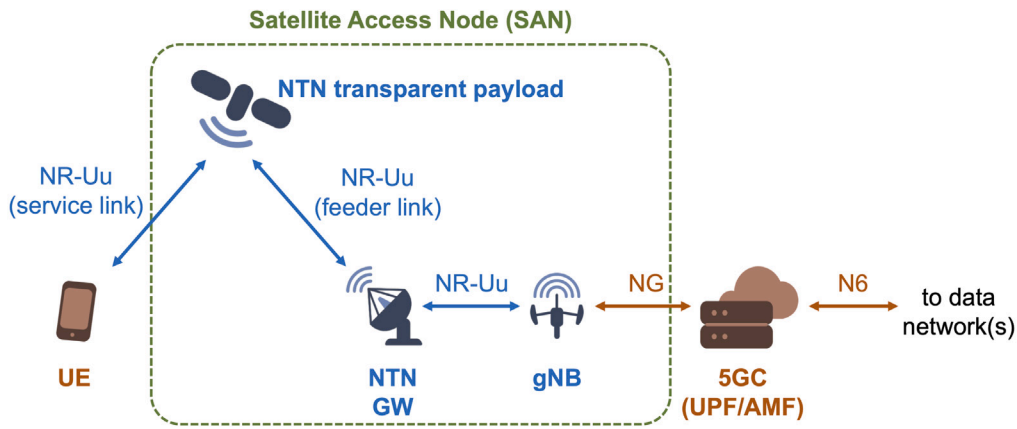 Satellite Access Node (SAN)
NTN transparent payload
NR-Uu
(service link)
NR-Uu
(feeder link)
NR-Uu
NG
N6
to data
network(s)
UE
NTN
GW
gNB
5GC
(UPF/AMF)